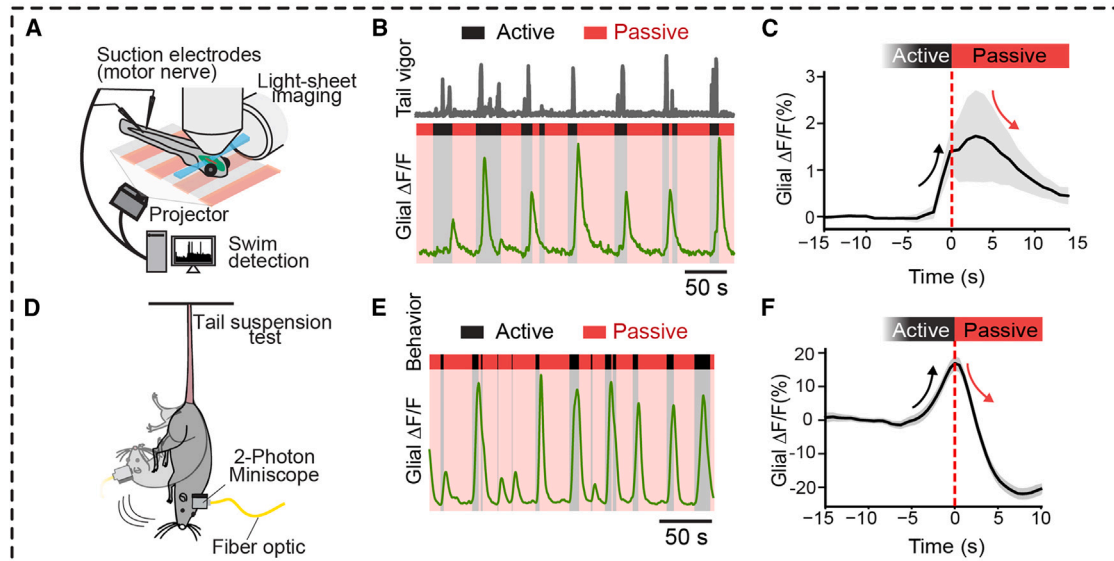 A
Suction electrodes
(motor nerve)
Light-sheet
imaging
Projector
Swim
detection
B
Active
Passive
Tail vigor
Glial ΔF/F
50 s
C
Active
Passive
Glial ΔF/F(%)
3
2
1
0
−15
−10
−5
0
5
10
15
Time (s)
D
Tail suspension
test
2-Photon
Miniscope
Fiber optic
E
Active
Passive
Behavior
Glial ΔF/F
50 s
F
Active
Passive
Glial ΔF/F(%)
20
10
0
-10
-20
−15
−10
−5
0
5
10
Time (s)